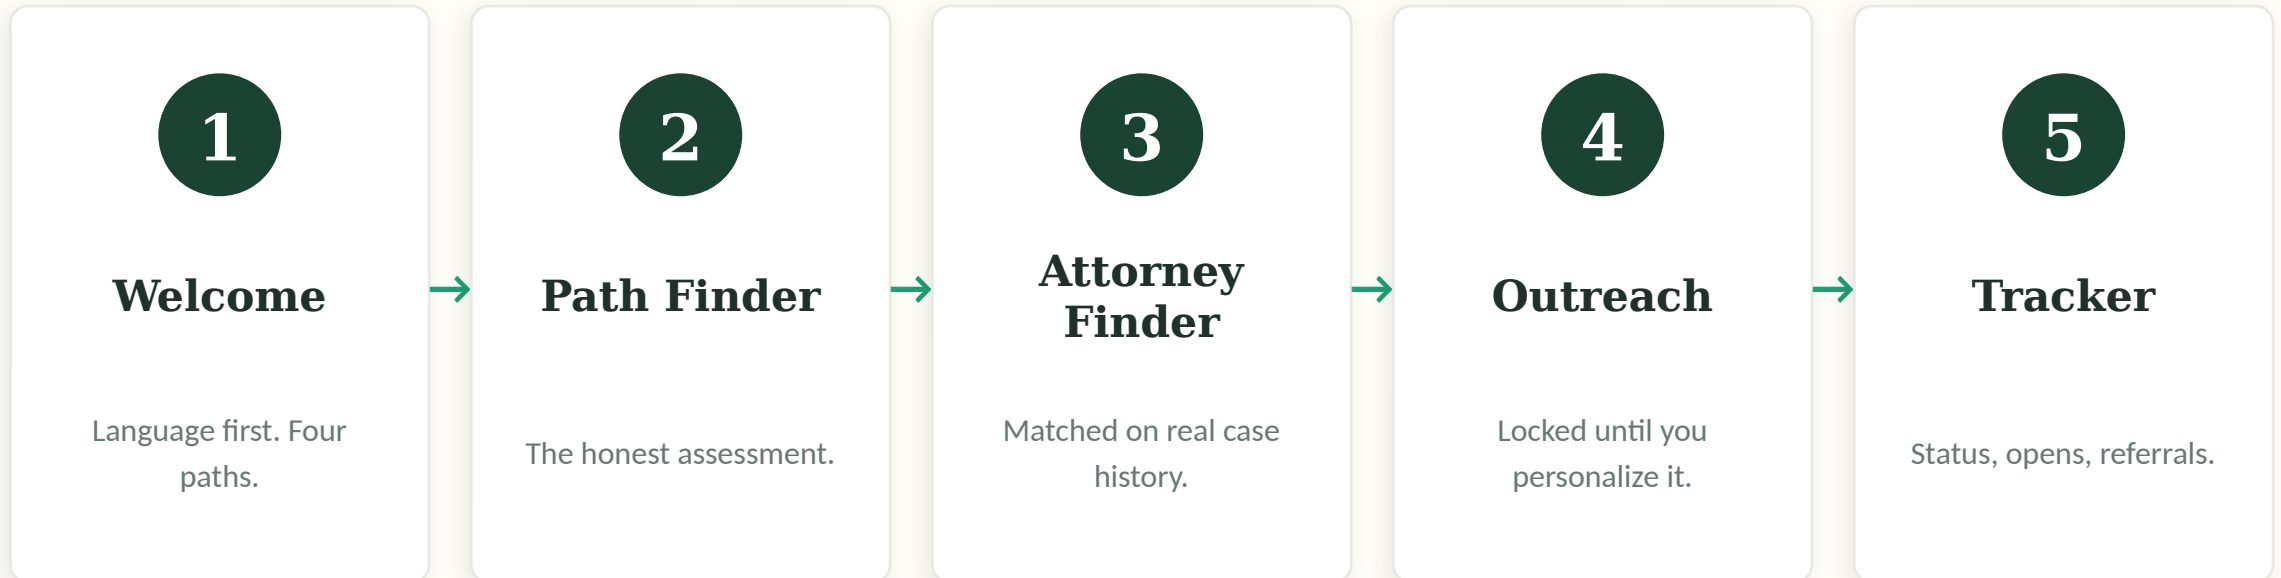 1
Welcome
Language first. Four
paths.
→
2
Path Finder
The honest assessment.
→
3
Attorney
Finder
Matched on real case
history.
→
4
Outreach
Locked until you
personalize it.
→
5
Tracker
Status, opens, referrals.